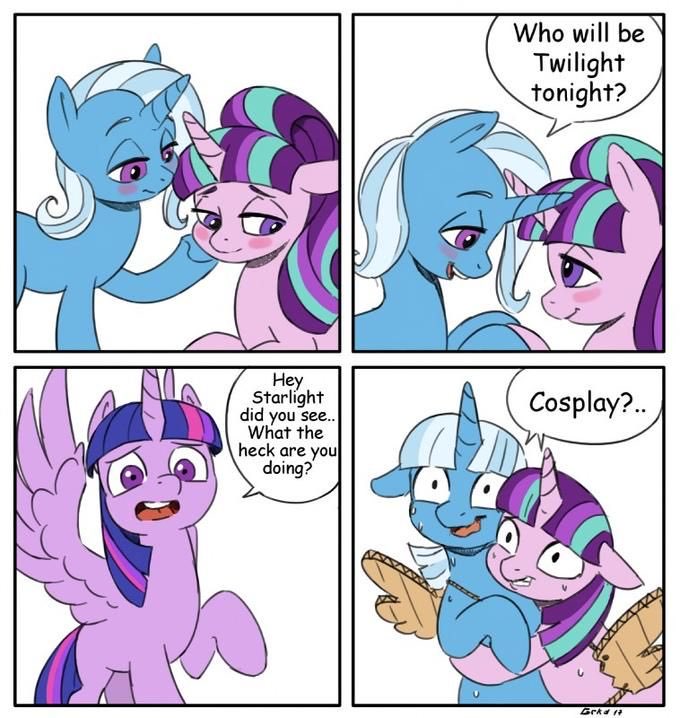 Who will be
Twilight
tonight?
Hey
Starlight
did you see..
What the
heck are you
doing?
Cosplay?..